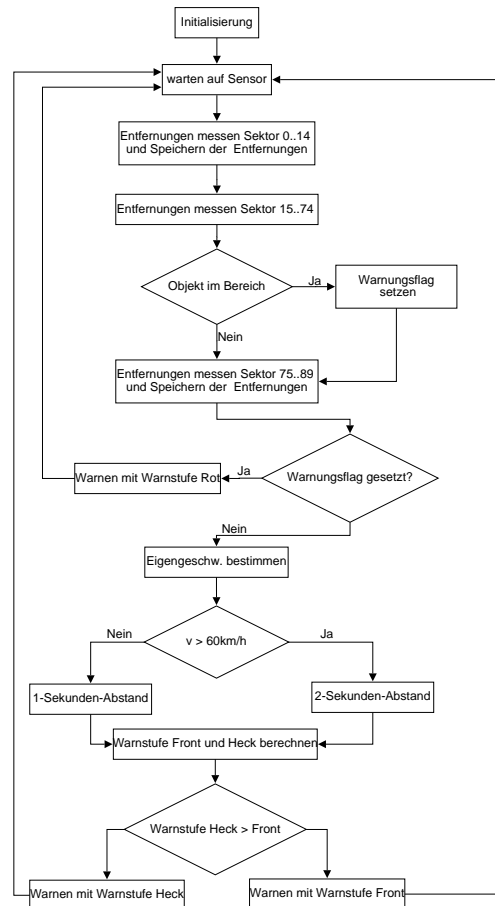 Initialisierung
warten auf Sensor
Entfernungen messen Sektor 0..14
und Speichern der Entfernungen
Entfernungen messen Sektor 15..74
Objekt im Bereich
Ja
Warnungsflag
setzen
Nein
Entfernungen messen Sektor 75..89
und Speichern der Entfernungen
Warnungsflag gesetzt?
Ja
Warnen mit Warnstufe Rot
Nein
Eigengeschw. bestimmen
v > 60km/h
Nein
Ja
1-Sekunden-Abstand
2-Sekunden-Abstand
Warnstufe Front und Heck berechnen
Warnstufe Heck > Front
Warnen mit Warnstufe Heck
Warnen mit Warnstufe Front